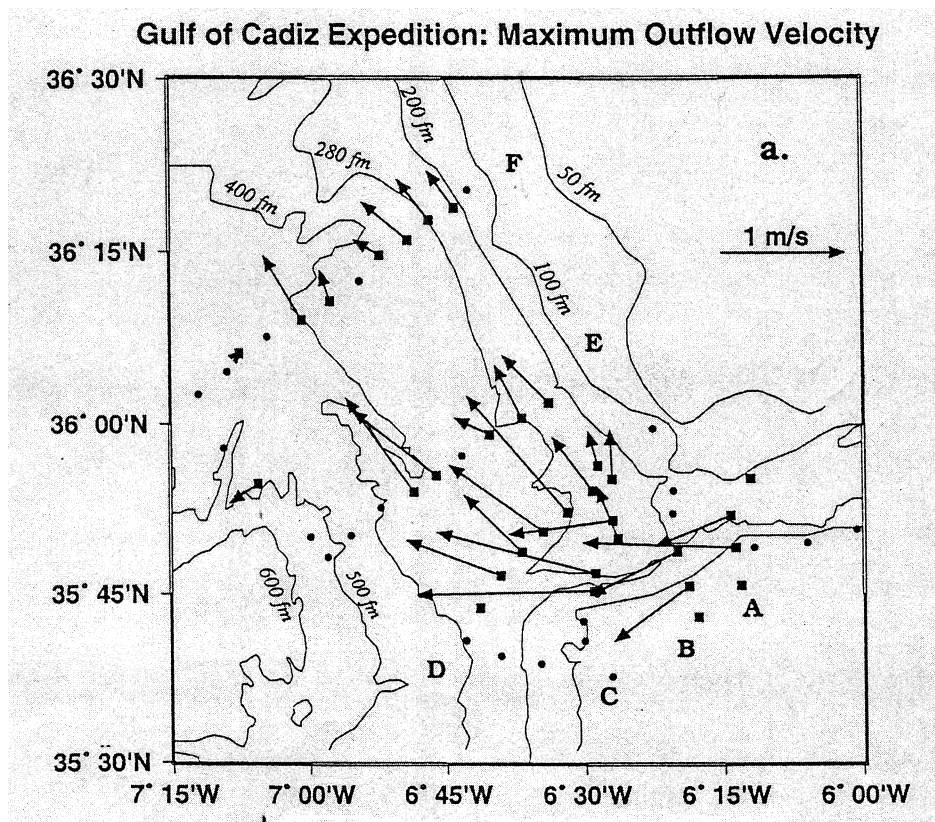 Gulf of Cadiz Expedition: Maximum Outflow Velocity
36° 30'N
200 fm
F
a.
280 fm
50 fm
400 fm
1 m/s
36° 15'N
100 fm
E
36° 00'N
600 fm
500 fm
35° 45'N
A
B
D
C
35° 30'N
7° 15'W 7° 00'W 6° 45'W 6° 30'W 6° 15'W 6° 00'W